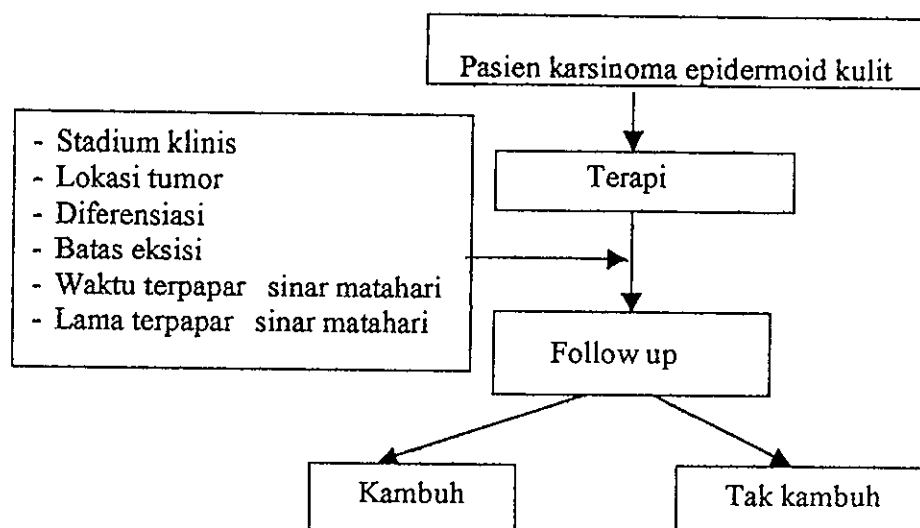 Pasien karsinoma epidermoid kulit
- Stadium klinis
- Lokasi tumor
- Diferensiasi
- Batas eksisi
- Waktu terpapar sinar matahari
- Lama terpapar sinar matahari
Terapi
Follow up
Kambuh
Tak kambuh